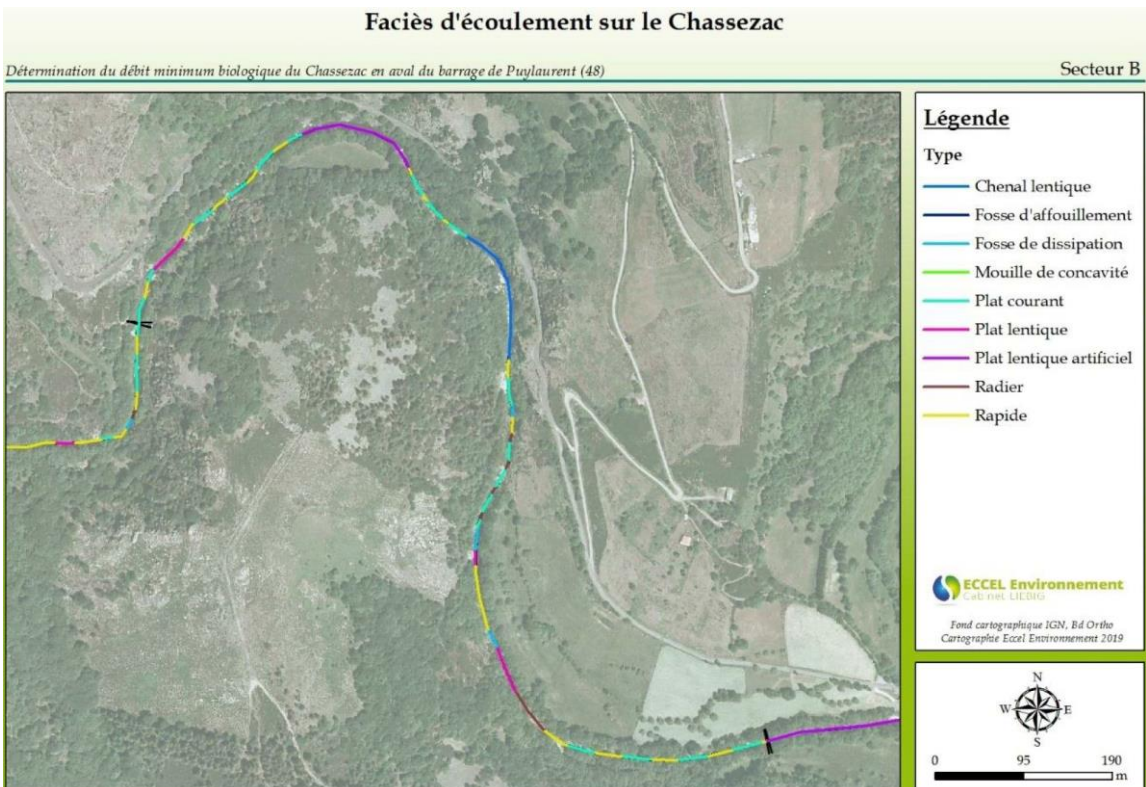 Faciès d'écoulement sur le Chassezac
Détermination du débit minimum biologique du Chassezac en aval du barrage de Puylaurent (48)
Secteur B
Légende
Type
Chenal lentique
Fosse d'affouillement
Fosse de dissipation
Mouille de concavité
Plat courant
Plat lentique
Plat lentique artificiel
Radier
Rapide
ECCEL Environnement
Cabinet LIEBIG
Fond cartographique IGN, Bd Ortho
Cartographie Eccel Environnement 2019
N
W E
S
0 95 190
m